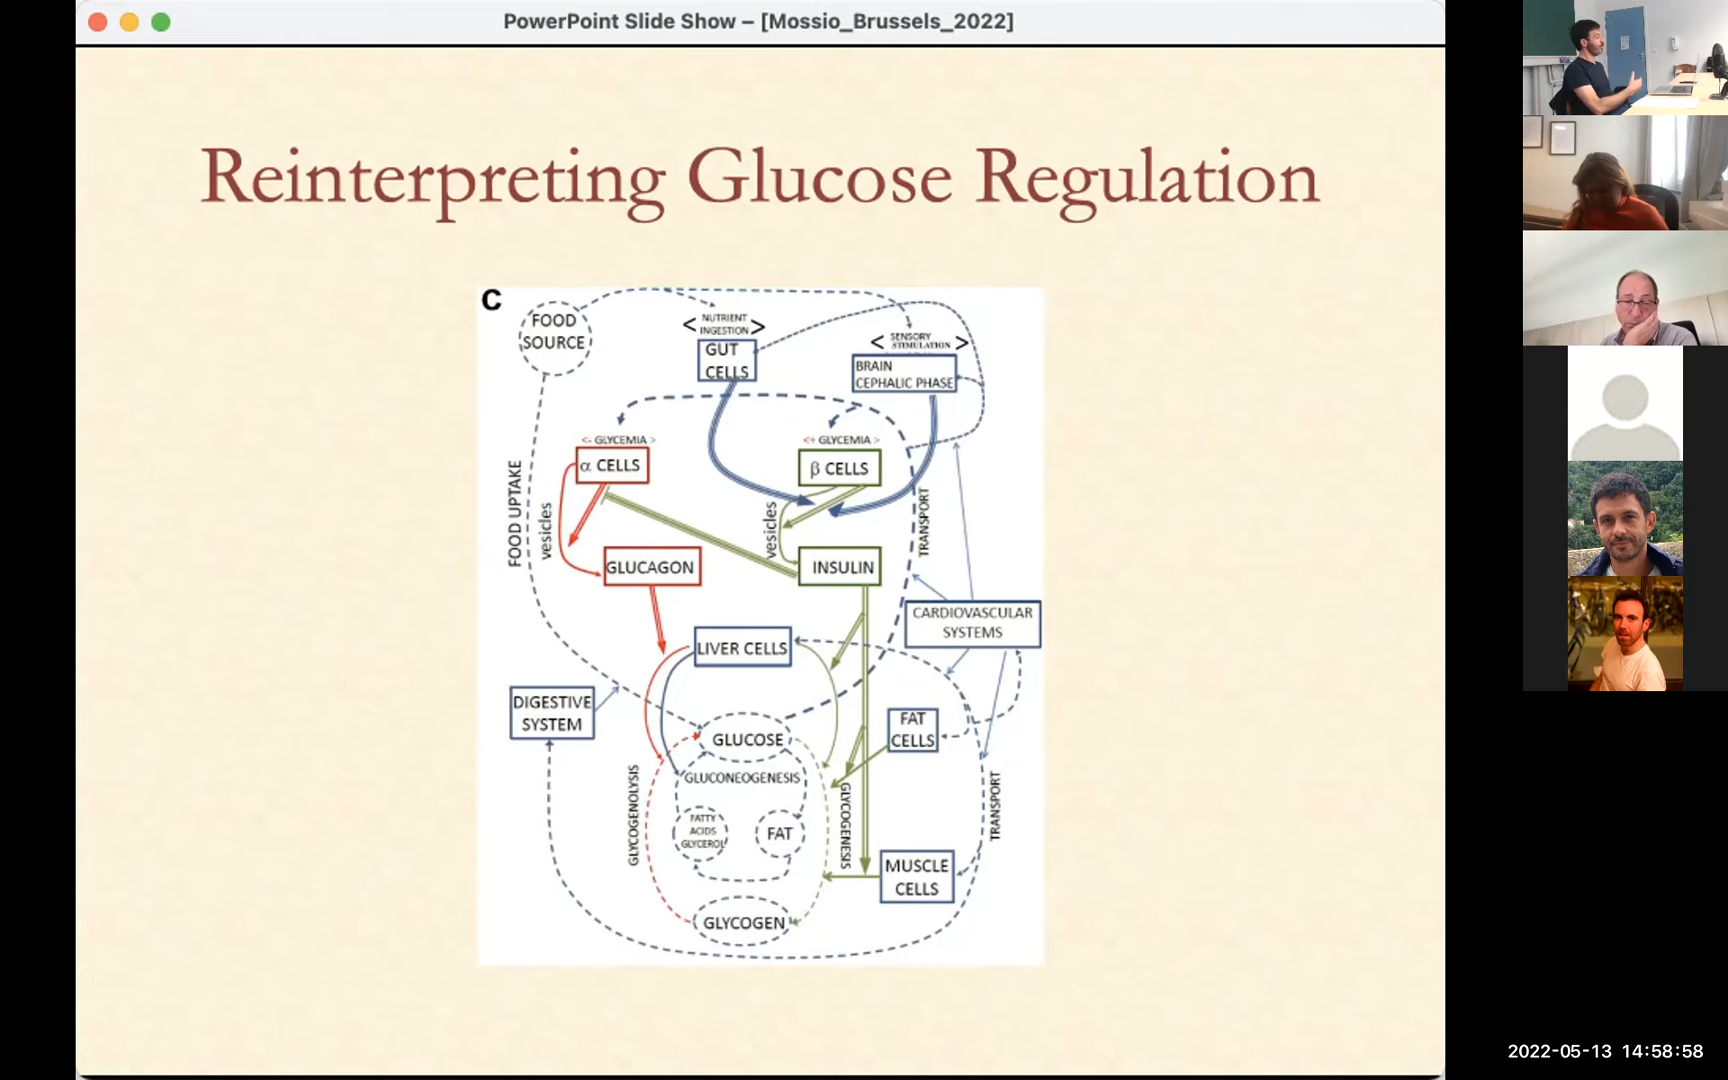 PowerPoint Slide Show – [Mossio_Brussels_2022]
Reinterpreting Glucose Regulation
C
FOOD
SOURCE
< NUTRIENT
INGESTION >
GUT
CELLS
< SENSORY
STIMULATION >
BRAIN
CEPHALIC PHASE
<- GLYCEMIA >
α CELLS
<+ GLYCEMIA >
β CELLS
FOOD UPTAKE
vesicles
vesicles
TRANSPORT
GLUCAGON
INSULIN
CARDIOVASCULAR
SYSTEMS
LIVER CELLS
DIGESTIVE
SYSTEM
FAT
CELLS
GLUCOSE
GLUCONEOGENESIS
GLYCOGENOLYSIS
FATTY
ACIDS
GLYCEROL
FAT
GLYCOGENESIS
TRANSPORT
MUSCLE
CELLS
GLYCOGEN
2022-05-13 14:58:58